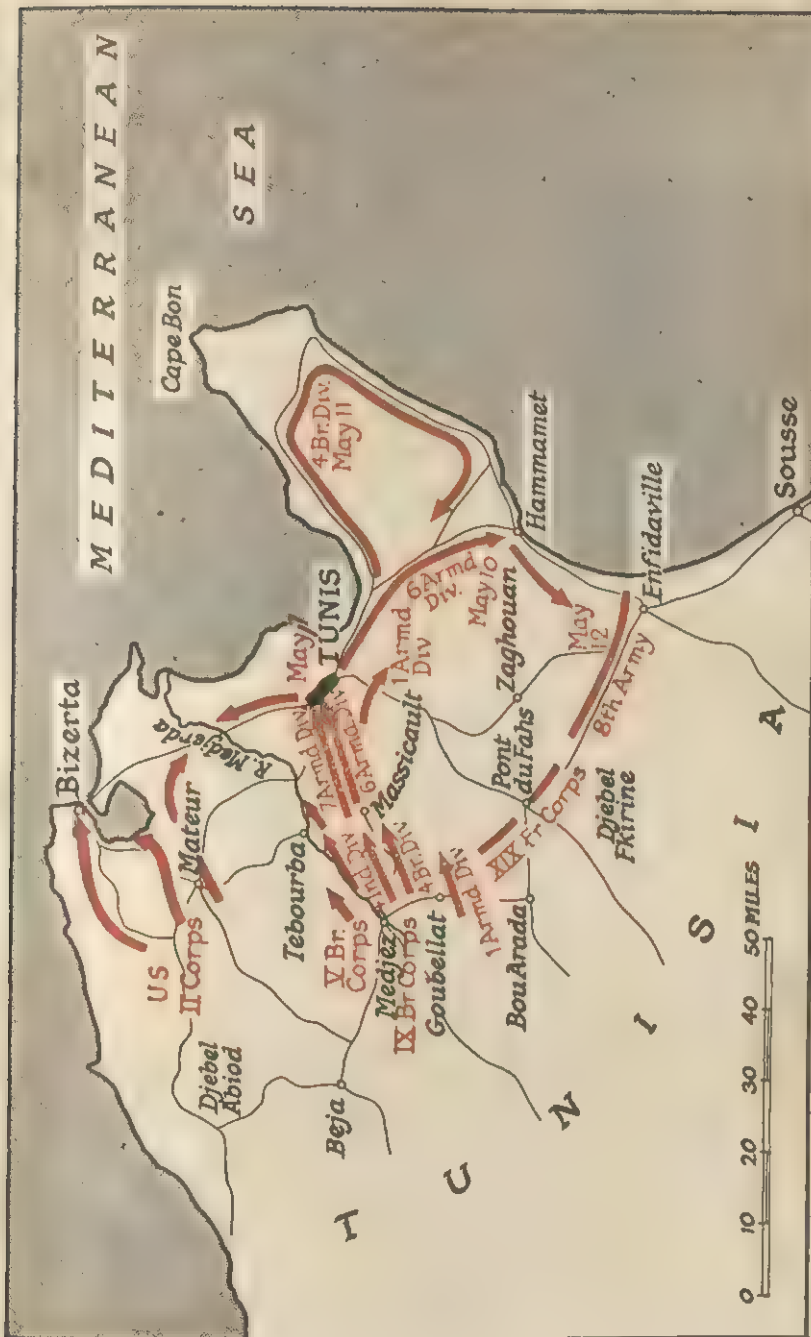 MEDITERRANEAN
SEA
Bizerta
Cape Bon
R. Medjerda
May 7
TUNIS
Mateur
US
II Corps
Djebel
Abiod
Tebourba
Beja
V Br.
Corps
Medjez
IX Br Corps
Goubellat
4 Ind Div
4 Br. Div
7 Armd Div
6 Armd Div
Massicault
1 Armd Div
1 Armd
Div
6 Armd
Div.
May 10
4 Br. Div.
May 11
Hammamet
Zaghouan
May
12
Pont
du Fahs
Bou Arada
XIX Fr Corps
Djebel
Fkirine
8th Army
Enfidaville
Sousse
TUNISIA
0 10 20 30 40 50 MILES